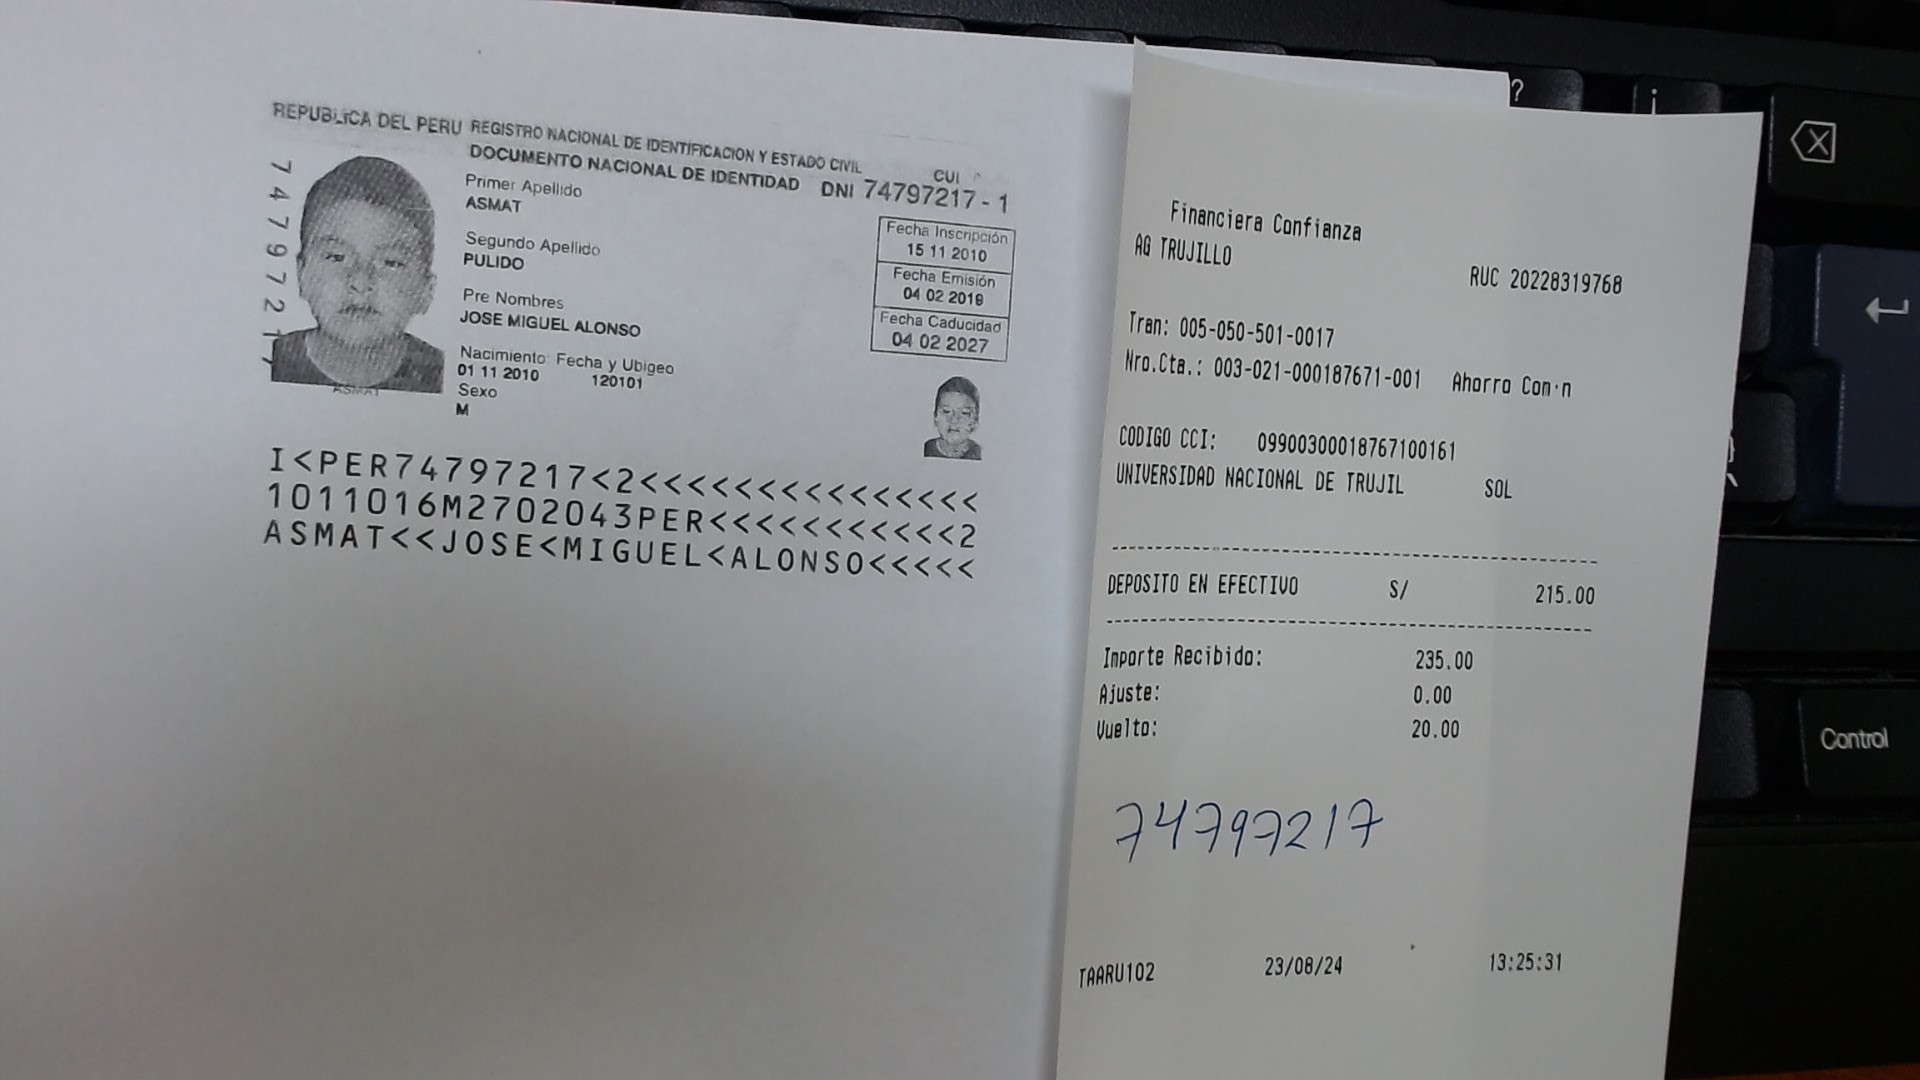 REPUBLICA DEL PERU REGISTRO NACIONAL DE IDENTIFICACION Y ESTADO CIVIL
DOCUMENTO NACIONAL DE IDENTIDAD DNI 74797217 - 1
CUI
74797217
Primer Apellido
ASMAT
Segundo Apellido
PULIDO
Pre Nombres
JOSE MIGUEL ALONSO
Nacimiento: Fecha y Ubigeo
01 11 2010 120101
Sexo
M
Fecha Inscripción
15 11 2010
Fecha Emisión
04 02 2019
Fecha Caducidad
04 02 2027
ASMAT
I<PER74797217<2<<<<<<<<<<<<<<<
1011016M2702043PER<<<<<<<<<<<2
ASMAT<<JOSE<MIGUEL<ALONSO<<<<<
Financiera Confianza
AG TRUJILLO
RUC 20228319768
Tran: 005-050-501-0017
Nro.Cta.: 003-021-000187671-001 Ahorro Com·n
CODIGO CCI: 09900300018767100161
UNIVERSIDAD NACIONAL DE TRUJIL SOL
DEPOSITO EN EFECTIVO S/ 215.00
Importe Recibido: 235.00
Ajuste: 0.00
Vuelto: 20.00
74797217
TAARU102 23/08/24 13:25:31
?
¡
Control